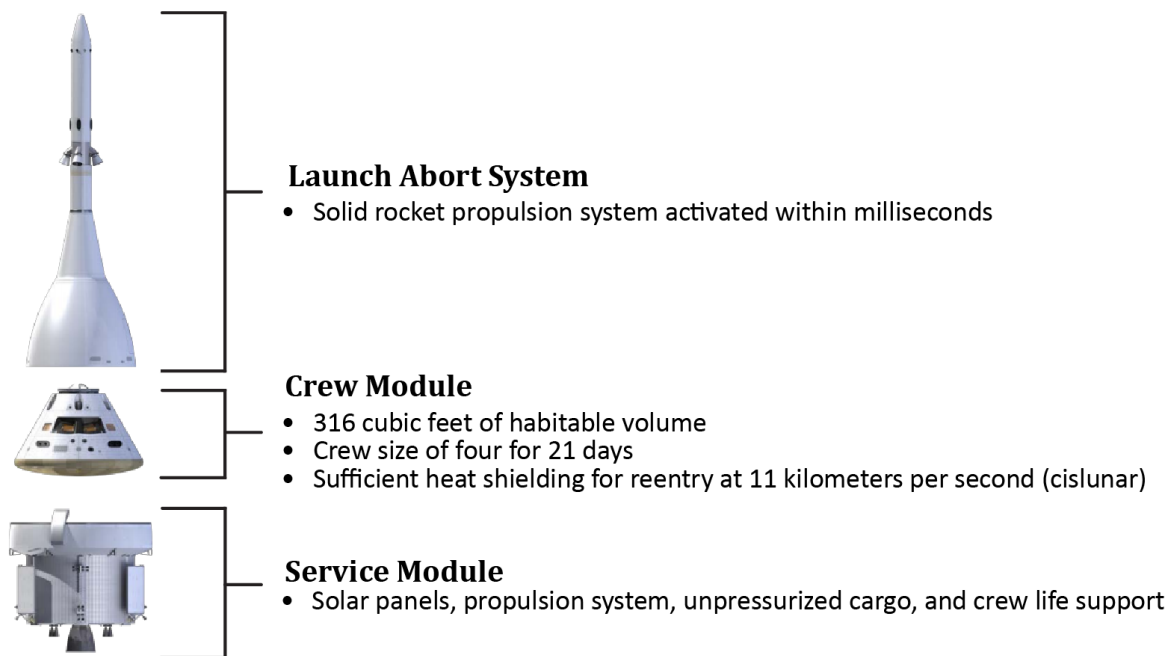 Launch Abort System
• Solid rocket propulsion system activated within milliseconds
Crew Module
• 316 cubic feet of habitable volume
• Crew size of four for 21 days
• Sufficient heat shielding for reentry at 11 kilometers per second (cislunar)
Service Module
• Solar panels, propulsion system, unpressurized cargo, and crew life support